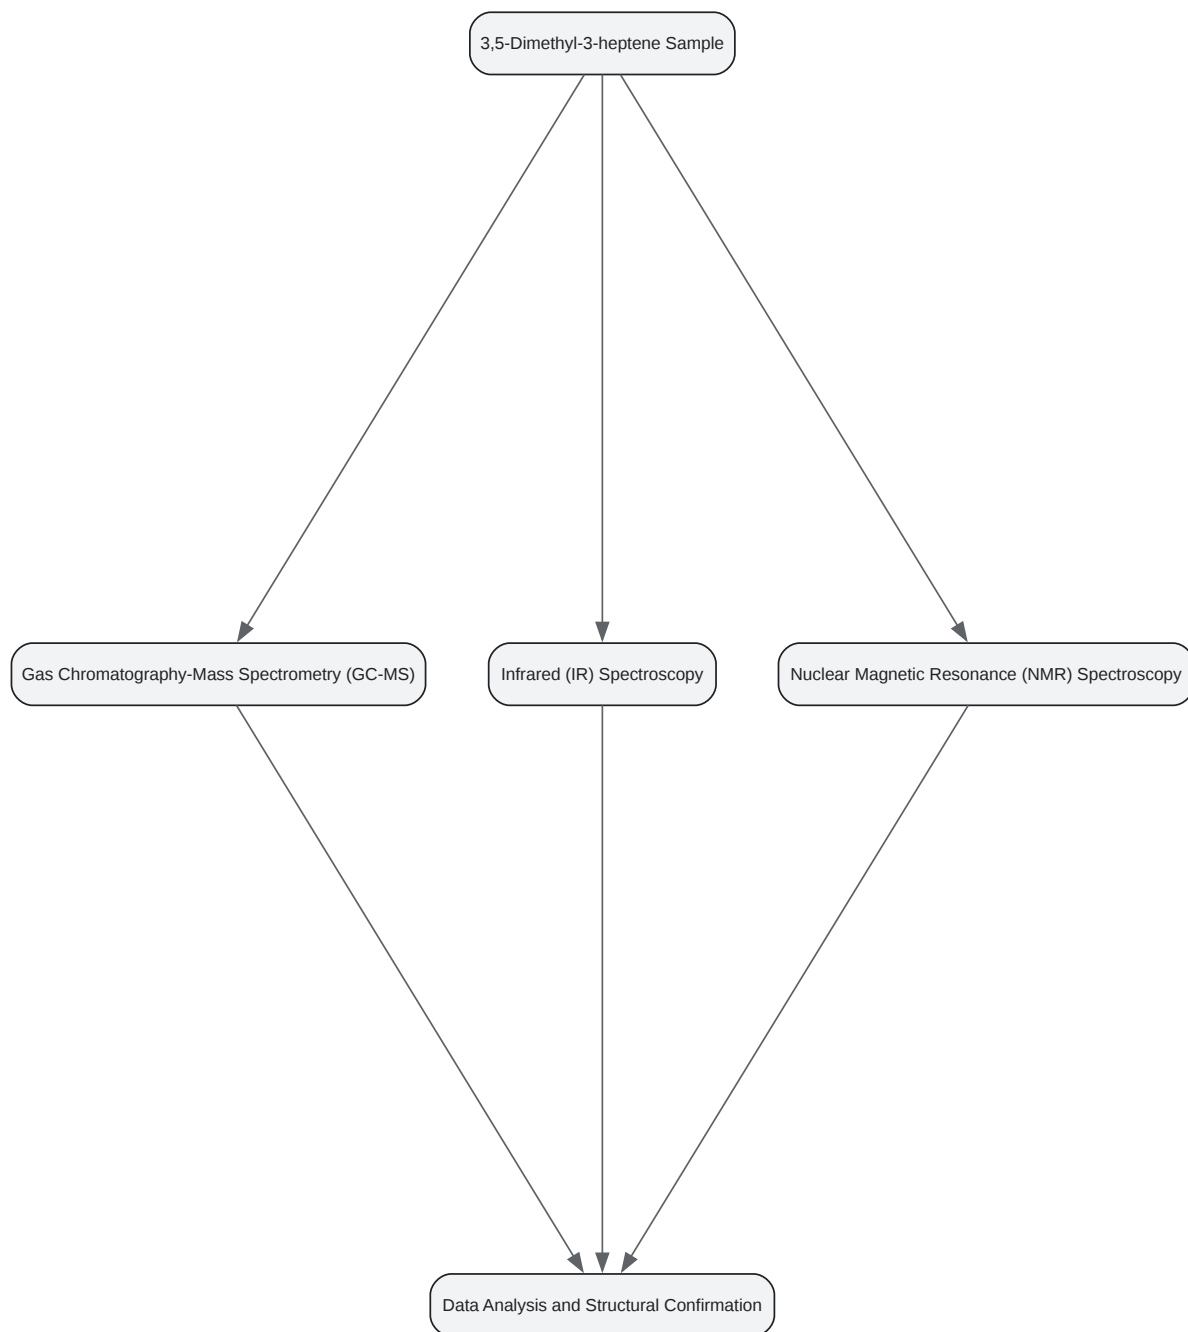 3,5-Dimethyl-3-heptene Sample
Gas Chromatography-Mass Spectrometry (GC-MS)
Infrared (IR) Spectroscopy
Nuclear Magnetic Resonance (NMR) Spectroscopy
Data Analysis and Structural Confirmation